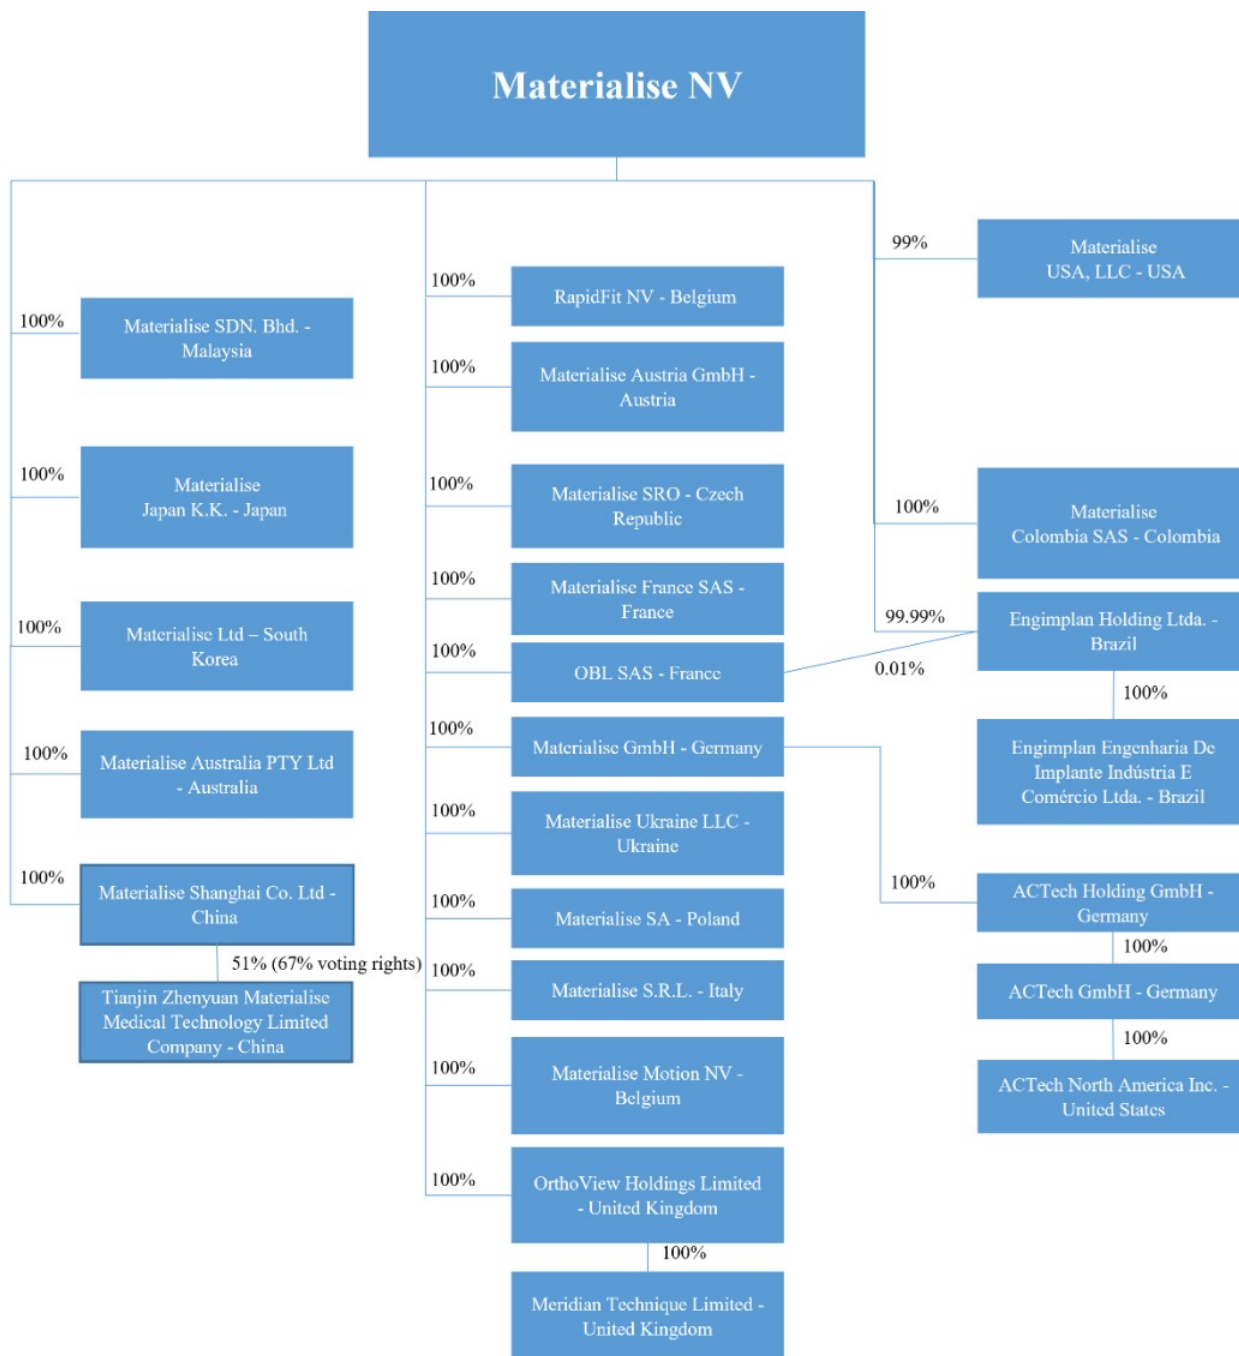 Materialise NV
100%
Materialise SDN. Bhd. -
Malaysia
100%
Materialise
Japan K.K. - Japan
100%
Materialise Ltd – South
Korea
100%
Materialise Australia PTY Ltd
- Australia
100%
Materialise Shanghai Co. Ltd -
China
51% (67% voting rights)
Tianjin Zhenyuan Materialise
Medical Technology Limited
Company - China
100%
RapidFit NV - Belgium
100%
Materialise Austria GmbH -
Austria
100%
Materialise SRO - Czech
Republic
100%
Materialise France SAS -
France
100%
OBL SAS - France
0.01%
100%
Materialise GmbH - Germany
100%
Materialise Ukraine LLC -
Ukraine
100%
Materialise SA - Poland
100%
Materialise S.R.L. - Italy
100%
Materialise Motion NV -
Belgium
100%
OrthoView Holdings Limited
- United Kingdom
100%
Meridian Technique Limited -
United Kingdom
99%
Materialise
USA, LLC - USA
100%
Materialise
Colombia SAS - Colombia
99.99%
Engimplan Holding Ltda. -
Brazil
100%
Engimplan Engenharia De
Implante Indústria E
Comércio Ltda. - Brazil
100%
ACTech Holding GmbH -
Germany
100%
ACTech GmbH - Germany
100%
ACTech North America Inc. -
United States